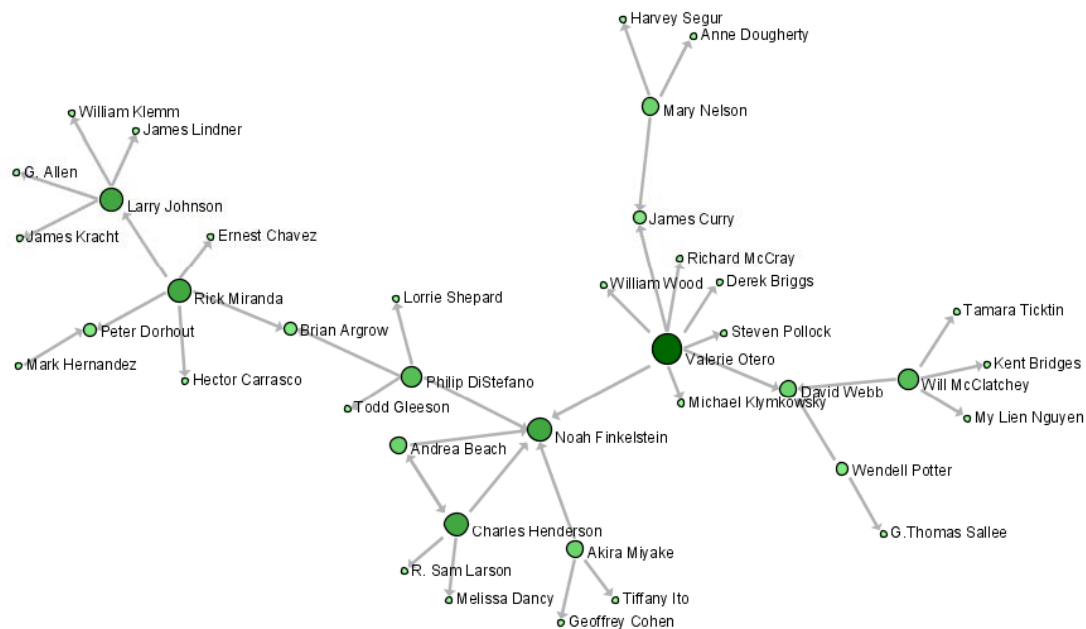 Harvey Segur
Anne Dougherty
William Klemm
Mary Nelson
James Lindner
G. Allen
Larry Johnson
James Curry
James Kracht
Ernest Chavez
Richard McCray
William Wood
Derek Briggs
Rick Miranda
Lorrie Shepard
Tamara Ticktin
Peter Dorhout
Brian Argrow
Steven Pollock
Valerie Otero
Mark Hernandez
Kent Bridges
Hector Carrasco
Philip DiStefano
David Webb
Will McClatchey
Todd Gleeson
Michael Klymkowsky
My Lien Nguyen
Noah Finkelstein
Andrea Beach
Wendell Potter
Charles Henderson
G.Thomas Sallee
Akira Miyake
R. Sam Larson
Melissa Dancy
Tiffany Ito
Geoffrey Cohen